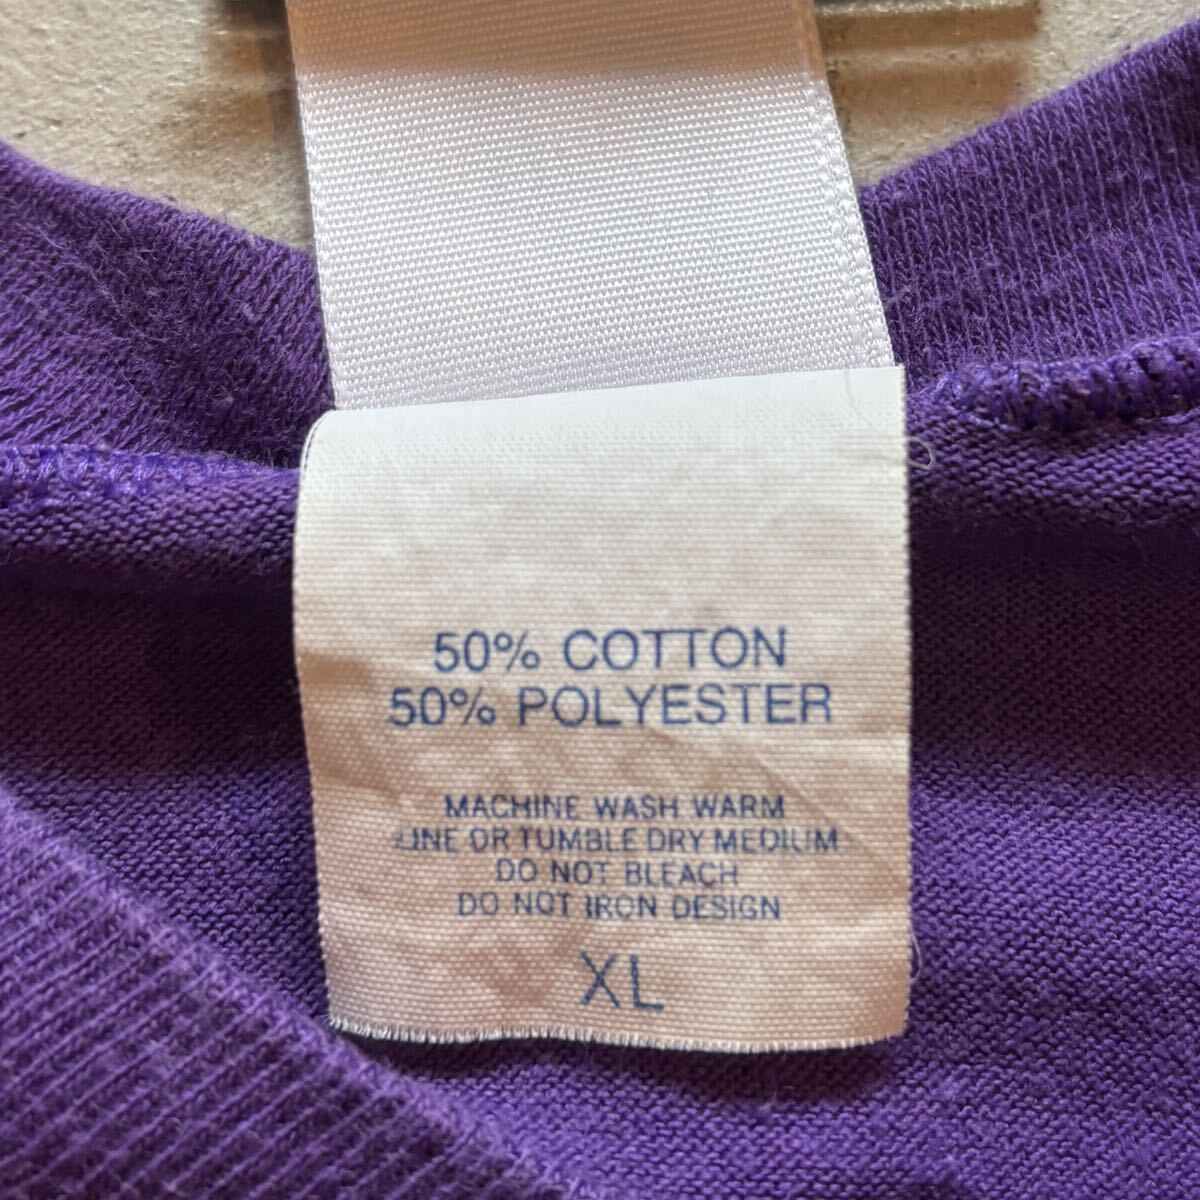 50% COTTON
50% POLYESTER
MACHINE WASH WARM
LINE OR TUMBLE DRY MEDIUM
DO NOT BLEACH
DO NOT IRON DESIGN
XL